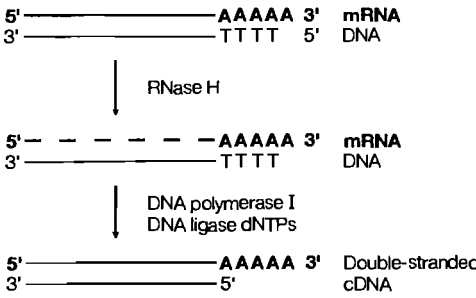 5' AAAAA 3' mRNA
3' TTTT 5' DNA
RNase H
5' AAAAA 3' mRNA
3' TTTT DNA
DNA polymerase I
DNA ligase dNTPs
5' AAAAA 3' Double-stranded
3' 5' cDNA